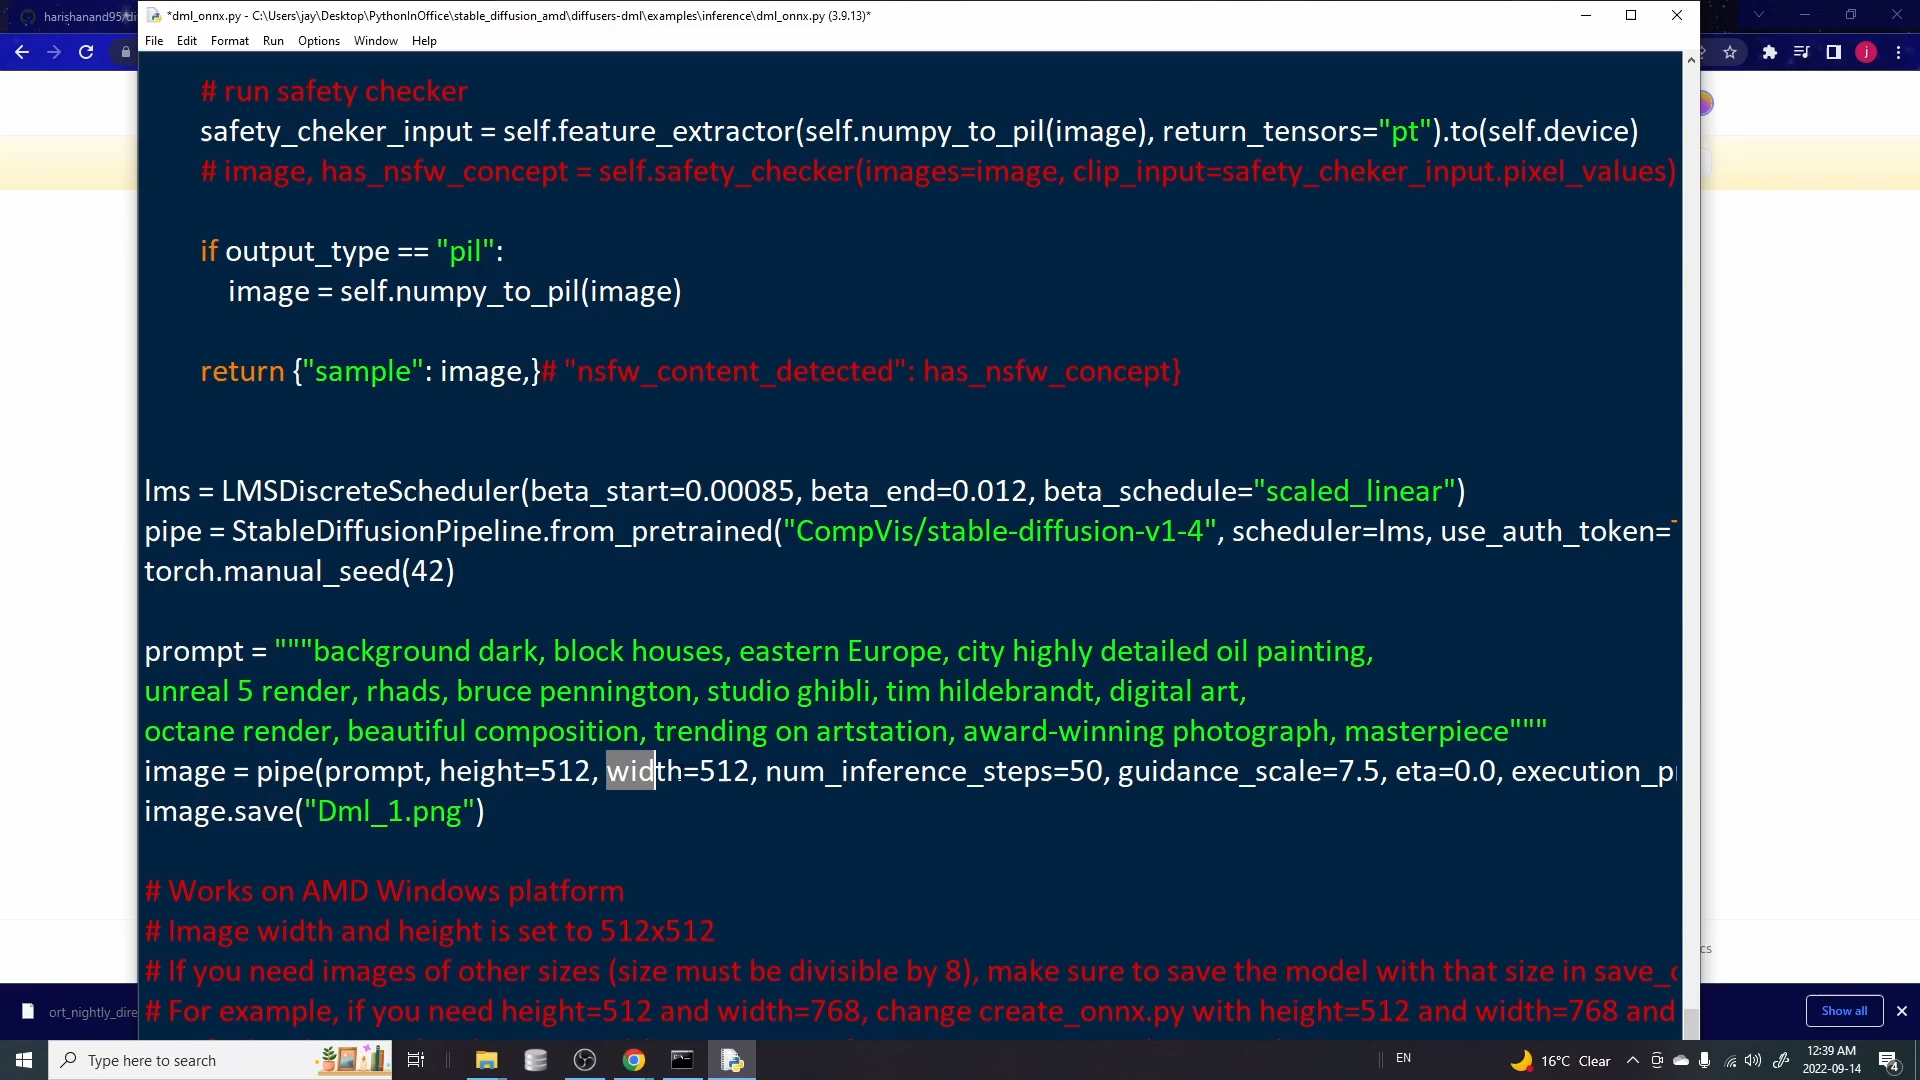 harishanand95/di
*dml_onnx.py - C:\Users\jay\Desktop\PythonInOffice\stable_diffusion_amd\diffusers-dml\examples\inference\dml_onnx.py (3.9.13)*
File Edit Format Run Options Window Help
j
# run safety checker
safety_cheker_input = self.feature_extractor(self.numpy_to_pil(image), return_tensors="pt").to(self.device)
# image, has_nsfw_concept = self.safety_checker(images=image, clip_input=safety_cheker_input.pixel_values)
if output_type == "pil":
image = self.numpy_to_pil(image)
return {"sample": image,}# "nsfw_content_detected": has_nsfw_concept}
lms = LMSDiscreteScheduler(beta_start=0.00085, beta_end=0.012, beta_schedule="scaled_linear")
pipe = StableDiffusionPipeline.from_pretrained("CompVis/stable-diffusion-v1-4", scheduler=lms, use_auth_token=
torch.manual_seed(42)
prompt = """background dark, block houses, eastern Europe, city highly detailed oil painting,
unreal 5 render, rhads, bruce pennington, studio ghibli, tim hildebrandt, digital art,
octane render, beautiful composition, trending on artstation, award-winning photograph, masterpiece"""
image = pipe(prompt, height=512, width=512, num_inference_steps=50, guidance_scale=7.5, eta=0.0, execution_p
image.save("Dml_1.png")
# Works on AMD Windows platform
# Image width and height is set to 512x512
# If you need images of other sizes (size must be divisible by 8), make sure to save the model with that size in save_
# For example, if you need height=512 and width=768, change create_onnx.py with height=512 and width=768 and
cs
ort_nightly_dire
Show all
Type here to search
EN
16°C Clear
12:39 AM
2022-09-14
4